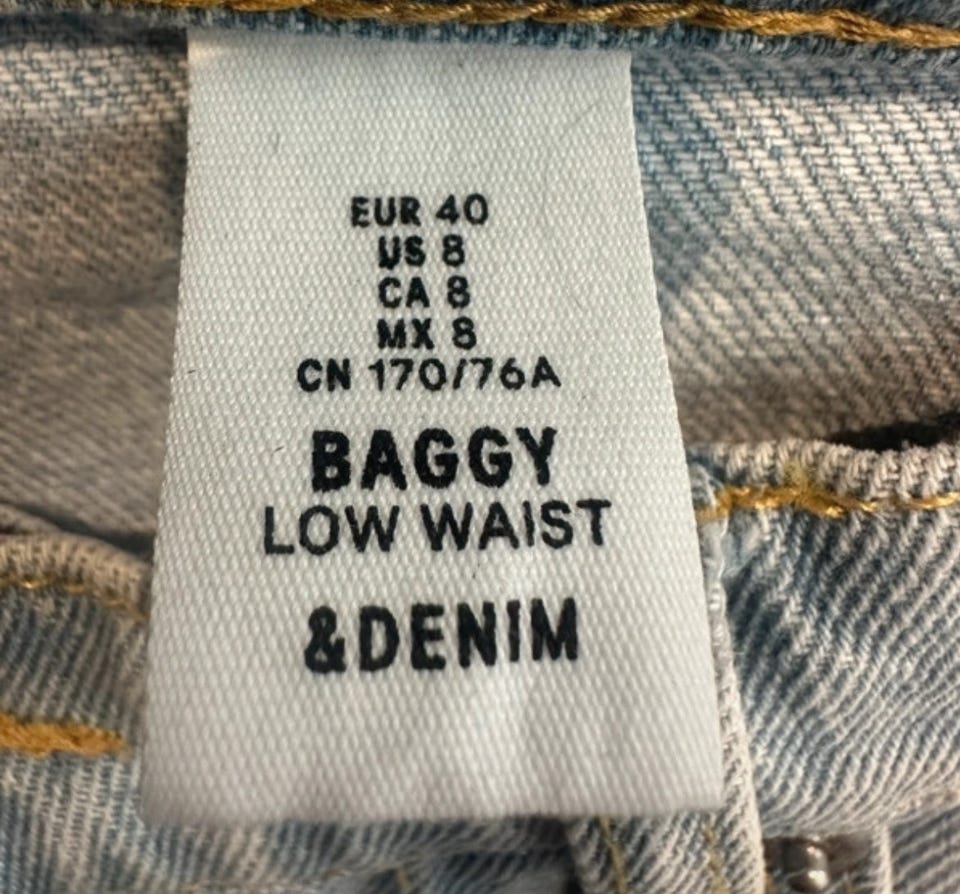 EUR 40
US 8
CA 8
MX 8
CN 170/76A
BAGGY
LOW WAIST
&DENIM